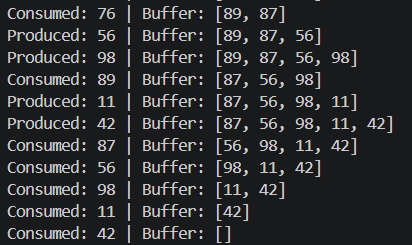 Consumed: 76 | Buffer: [89, 87]
Produced: 56 | Buffer: [89, 87, 56]
Produced: 98 | Buffer: [89, 87, 56, 98]
Consumed: 89 | Buffer: [87, 56, 98]
Produced: 11 | Buffer: [87, 56, 98, 11]
Produced: 42 | Buffer: [87, 56, 98, 11, 42]
Consumed: 87 | Buffer: [56, 98, 11, 42]
Consumed: 56 | Buffer: [98, 11, 42]
Consumed: 98 | Buffer: [11, 42]
Consumed: 11 | Buffer: [42]
Consumed: 42 | Buffer: []